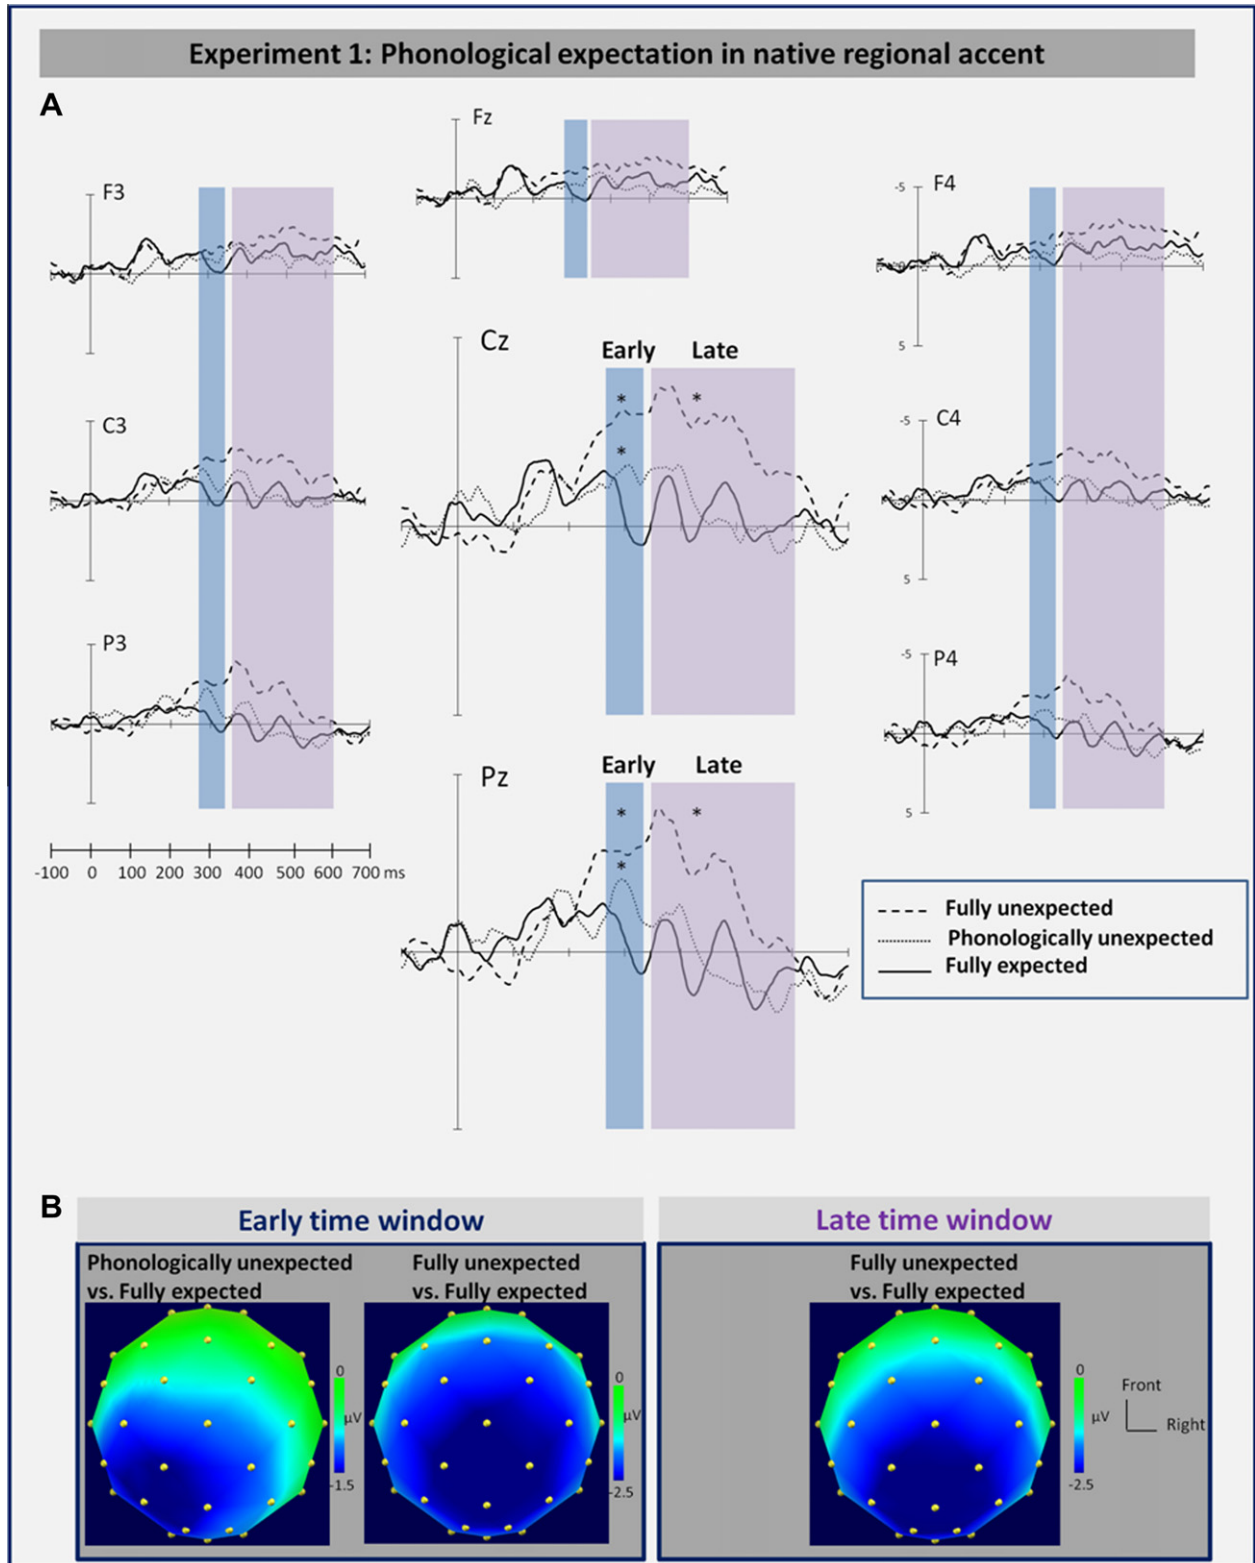 Experiment 1: Phonological expectation in native regional accent
A
Fz
F3
-5
F4
5
Cz
Early
Late
*
*
*
C3
-5
C4
5
P3
-5
P4
5
Pz
Early
Late
*
*
*
-100 0 100 200 300 400 500 600 700 ms
Fully unexpected
Phonologically unexpected
Fully expected
B
Early time window
Late time window
Phonologically unexpected
vs. Fully expected
0
µV
-1.5
Fully unexpected
vs. Fully expected
0
µV
-2.5
Fully unexpected
vs. Fully expected
0
µV
-2.5
Front
Right